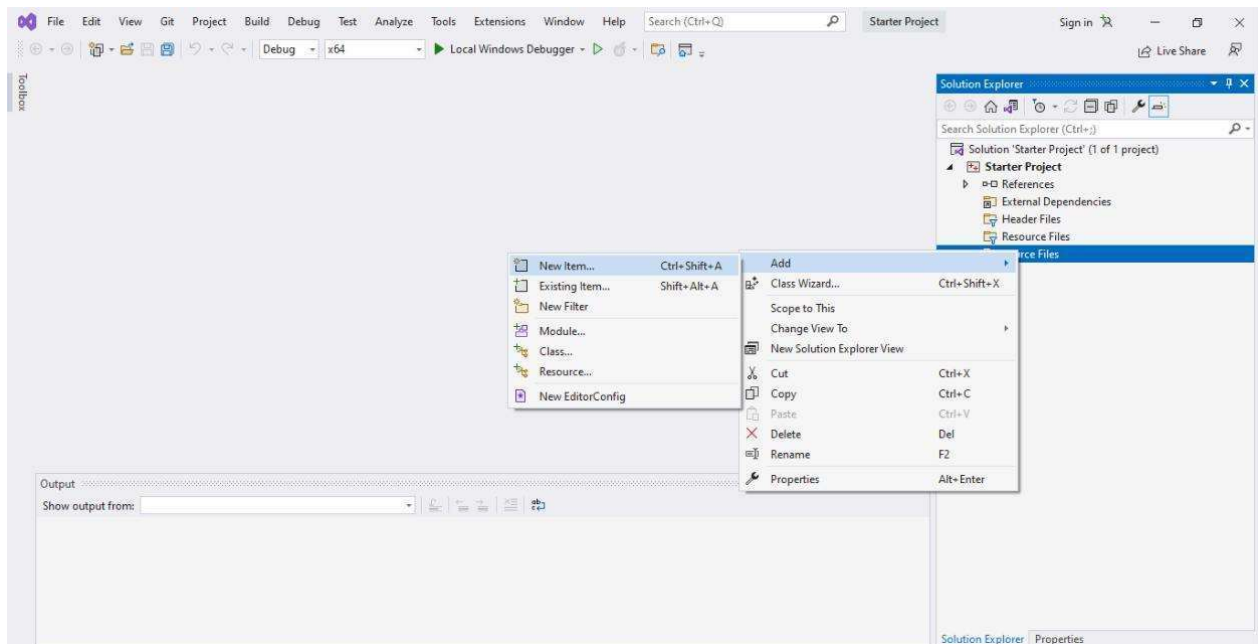 File Edit View Git Project Build Debug Test Analyze Tools Extensions Window Help Search (Ctrl+Q) Starter Project Sign in
Debug x64 Local Windows Debugger Live Share
Toolbox
Solution Explorer
Search Solution Explorer (Ctrl+;)
Solution 'Starter Project' (1 of 1 project)
Starter Project
References
External Dependencies
Header Files
Resource Files
Files
New Item... Ctrl+Shift+A
Existing Item... Shift+Alt+A
New Filter
Module...
Class...
Resource...
New EditorConfig
Add
Class Wizard... Ctrl+Shift+X
Scope to This
Change View To
New Solution Explorer View
Cut Ctrl+X
Copy Ctrl+C
Paste Ctrl+V
Delete Del
Rename F2
Properties Alt+Enter
Output
Show output from:
Solution Explorer Properties